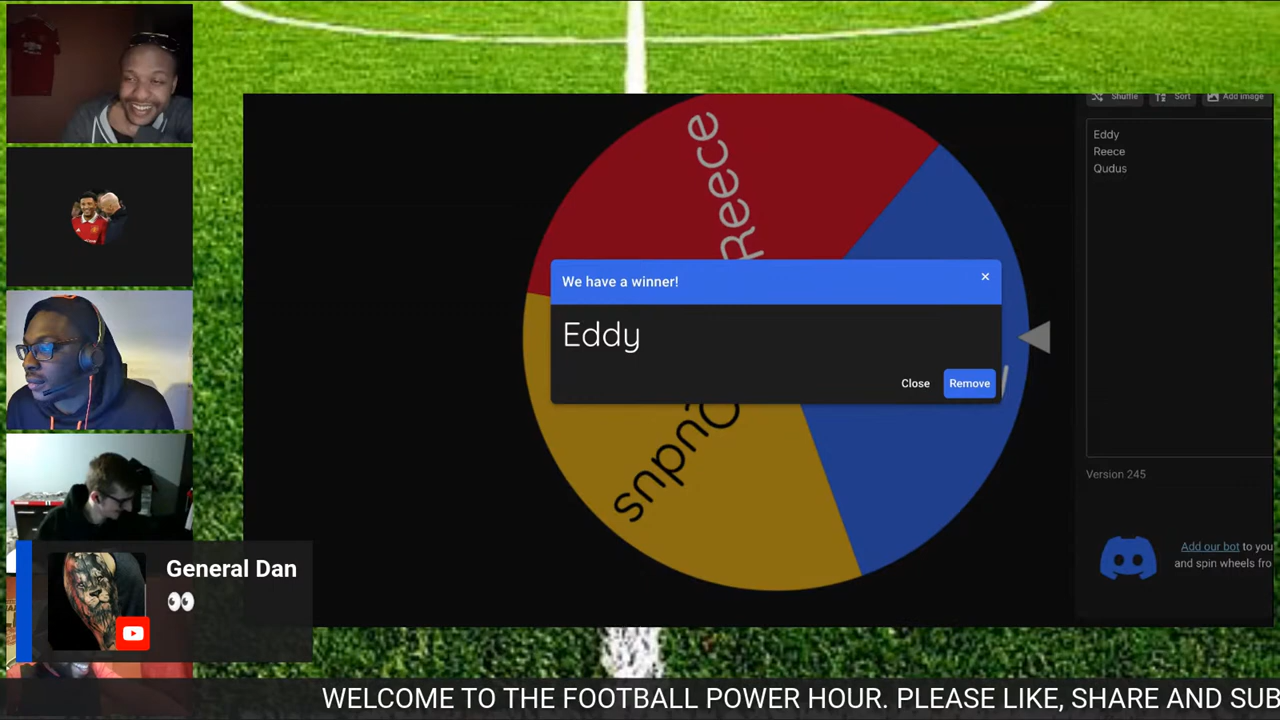 Shuffle Sort Add image
Eddy
Reece
Qudus
Reece
We have a winner!
Eddy
Close Remove
Qudus
Version 245
Add our bot to you
and spin wheels fro
General Dan
WELCOME TO THE FOOTBALL POWER HOUR. PLEASE LIKE, SHARE AND SUB